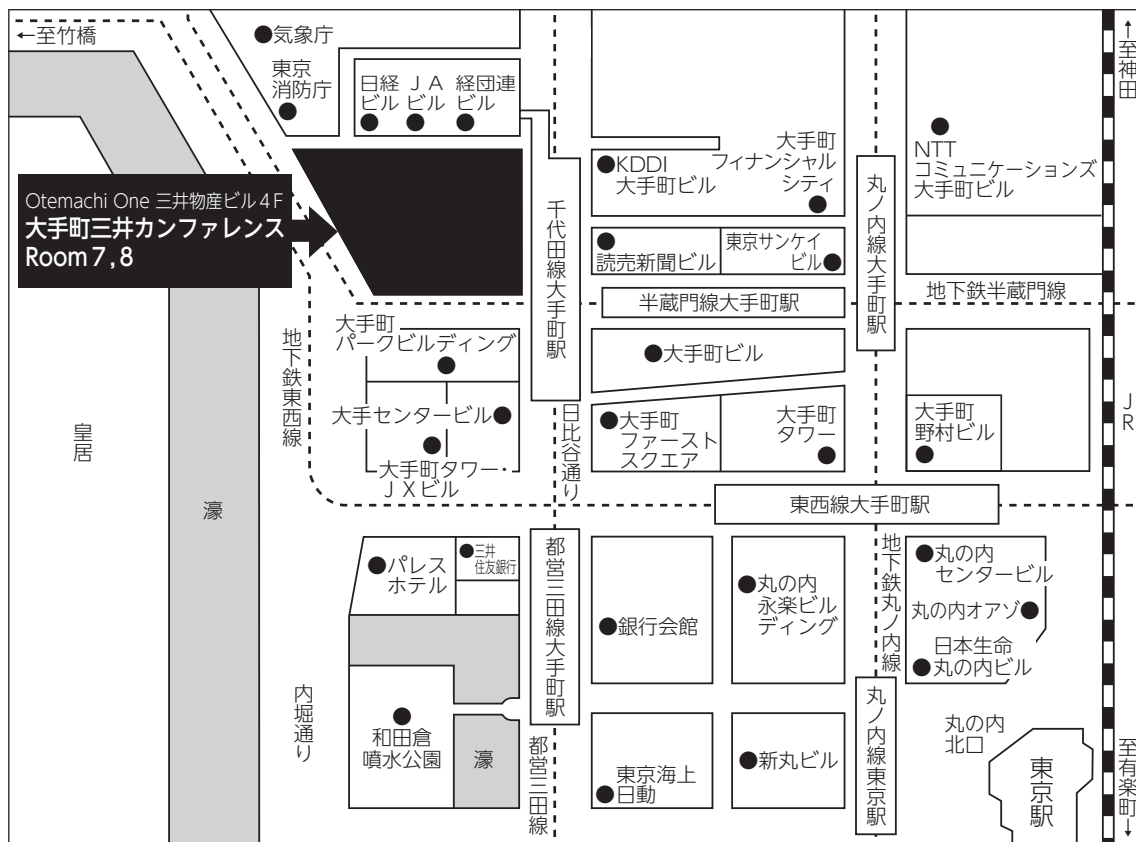 ←至竹橋
気象庁
東京
消防庁
日経
ビル
ＪＡ
ビル
経団連
ビル
Otemachi One 三井物産ビル４F
大手町三井カンファレンス
Room 7, 8
KDDI
大手町ビル
大手町
フィナンシャル
シティ
NTT
コミュニケーションズ
大手町ビル
↑至神田
千代田線大手町駅
丸ノ内線大手町駅
読売新聞ビル
東京サンケイ
ビル
半蔵門線大手町駅
地下鉄半蔵門線
地下鉄東西線
大手町
パークビルディング
大手町ビル
大手センタービル
大手町タワー・
ＪＸビル
日比谷通り
大手町
ファースト
スクエア
大手町
タワー
大手町
野村ビル
ＪＲ
皇居
濠
東西線大手町駅
パレス
ホテル
三井
住友銀行
都営三田線大手町駅
銀行会館
丸の内
永楽ビル
ディング
地下鉄丸ノ内線
丸の内
センタービル
丸の内オアゾ
日本生命
丸の内ビル
内堀通り
和田倉
噴水公園
濠
都営三田線
東京海上
日動
新丸ビル
丸ノ内線東京駅
丸の内
北口
東京駅
至有楽町↓